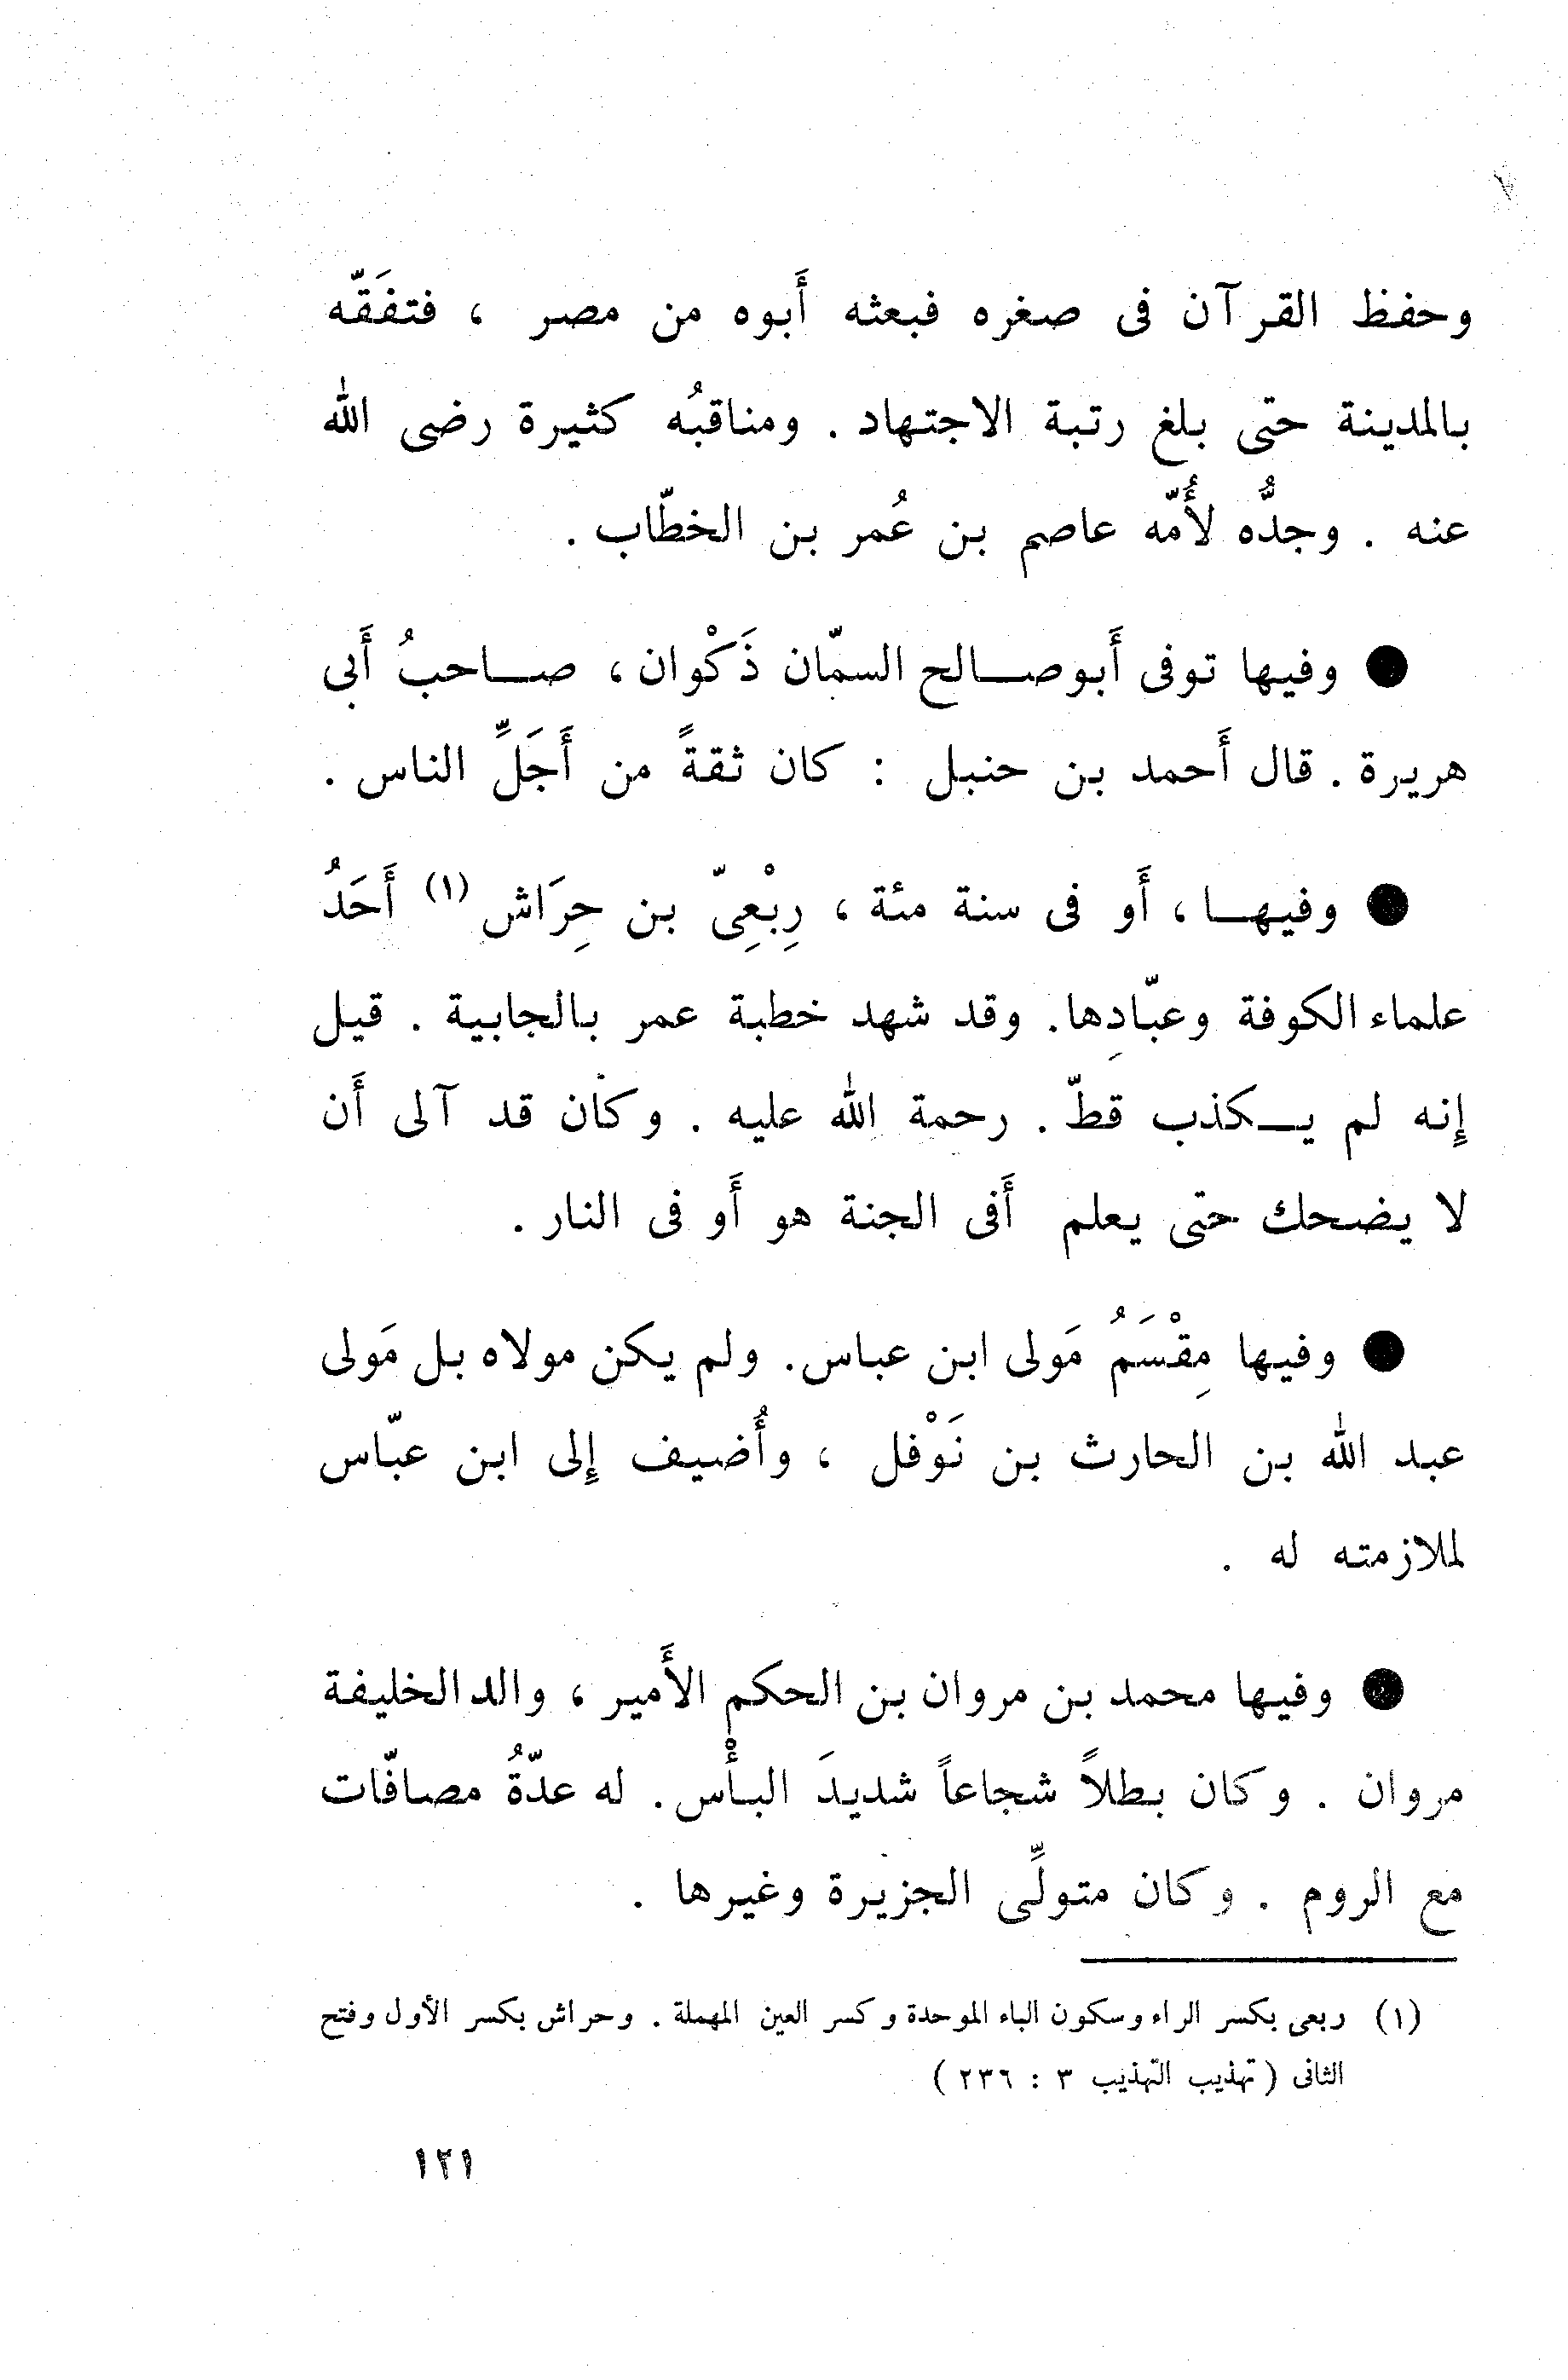 وحفظ القرآن فى صغره فبعثه أَبوه من مصر ، فتفَقّه
بالمدينة حتى بلغ رتبة الاجتهاد . ومناقبُه كثيرة رضى الله
عنه . وجدُّه لأُمّه عاصم بن عُمر بن الخطّاب .
● وفيها توفى أَبوصالح السمّان ذَكْوان ، صاحبُ أَبى
هريرة . قال أَحمد بن حنبل : كان ثقةً من أَجَلِّ الناس .
● وفيها ، أَو فى سنة مئة ، رِبْعِىّ بن حِرَاش (١) أَحَدُ
علماء الكوفة وعبّادِها. وقد شهد خطبة عمر بالجابية . قيل
إِنه لم يكذب قطّ . رحمة الله عليه . وكان قد آلى أَن
لا يضحك حتى يعلم أَفى الجنة هو أَو فى النار .
● وفيها مِقْسَمُ مَولى ابن عباس. ولم يكن مولاه بل مَولى
عبد الله بن الحارث بن نَوْفل ، وأُضيف إِلى ابن عبّاس
لملازمته له .
● وفيها محمد بن مروان بن الحكم الأَمير ، والد الخليفة
مروان . وكان بطلاً شجاعاً شديدَ البأْس. له عدّةُ مصافّات
مع الروم . وكان متولِّى الجزيرة وغيرها .
(١) ربعى بكسر الراء وسكون الباء الموحدة وكسر العين المهملة . وحراش بكسر الأول وفتح
الثانى ( تهذيب التهذيب ٣ : ٢٣٦ )
١٢١